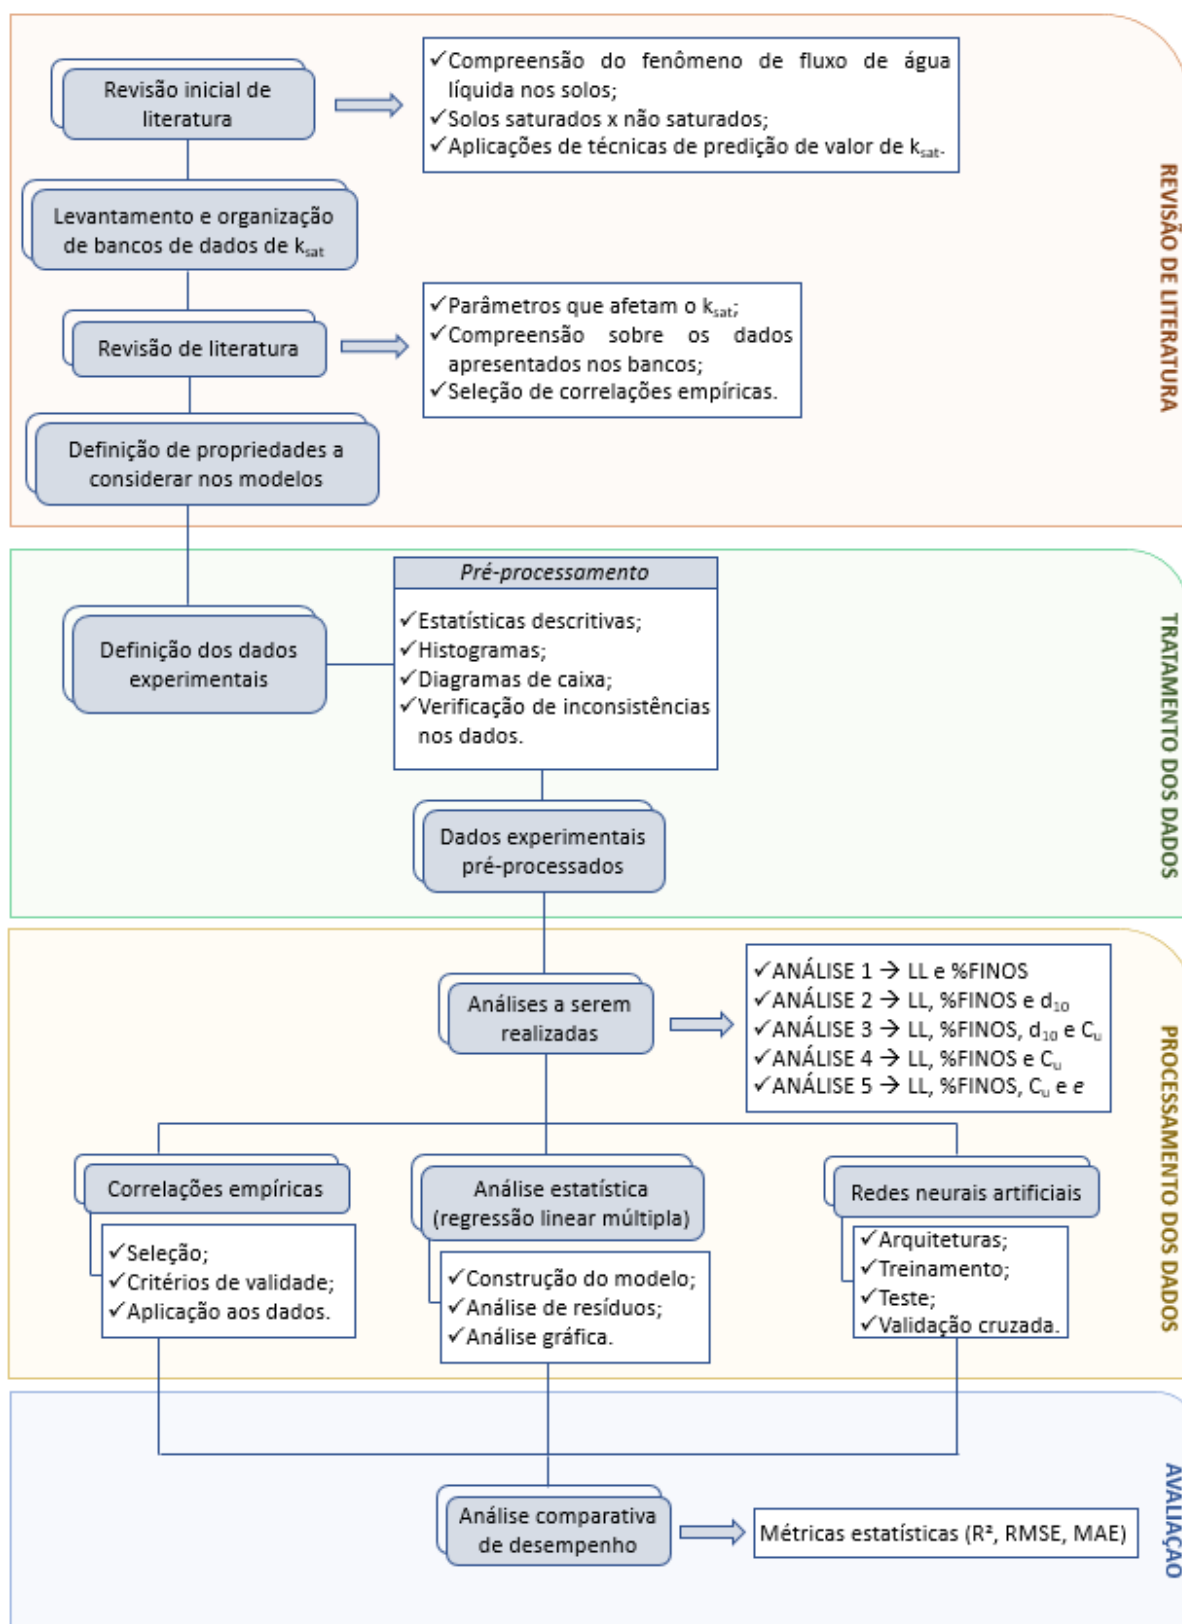 Revisão inicial de
literatura
✓Compreensão do fenômeno de fluxo de água
líquida nos solos;
✓Solos saturados x não saturados;
✓Aplicações de técnicas de predição de valor de ksat.
Levantamento e organização
de bancos de dados de ksat
Revisão de literatura
✓Parâmetros que afetam o ksat;
✓Compreensão sobre os dados
apresentados nos bancos;
✓Seleção de correlações empíricas.
Definição de propriedades a
considerar nos modelos
REVISÃO DE LITERATURA
Definição dos dados
experimentais
Pré-processamento
✓Estatísticas descritivas;
✓Histogramas;
✓Diagramas de caixa;
✓Verificação de inconsistências
nos dados.
Dados experimentais
pré-processados
TRATAMENTO DOS DADOS
Análises a serem
realizadas
✓ANÁLISE 1 → LL e %FINOS
✓ANÁLISE 2 → LL, %FINOS e d10
✓ANÁLISE 3 → LL, %FINOS, d10 e Cu
✓ANÁLISE 4 → LL, %FINOS e Cu
✓ANÁLISE 5 → LL, %FINOS, Cu e e
Correlações empíricas
✓Seleção;
✓Critérios de validade;
✓Aplicação aos dados.
Análise estatística
(regressão linear múltipla)
✓Construção do modelo;
✓Análise de resíduos;
✓Análise gráfica.
Redes neurais artificiais
✓Arquiteturas;
✓Treinamento;
✓Teste;
✓Validação cruzada.
PROCESSAMENTO DOS DADOS
Análise comparativa
de desempenho
Métricas estatísticas (R², RMSE, MAE)
AVALIAÇAO